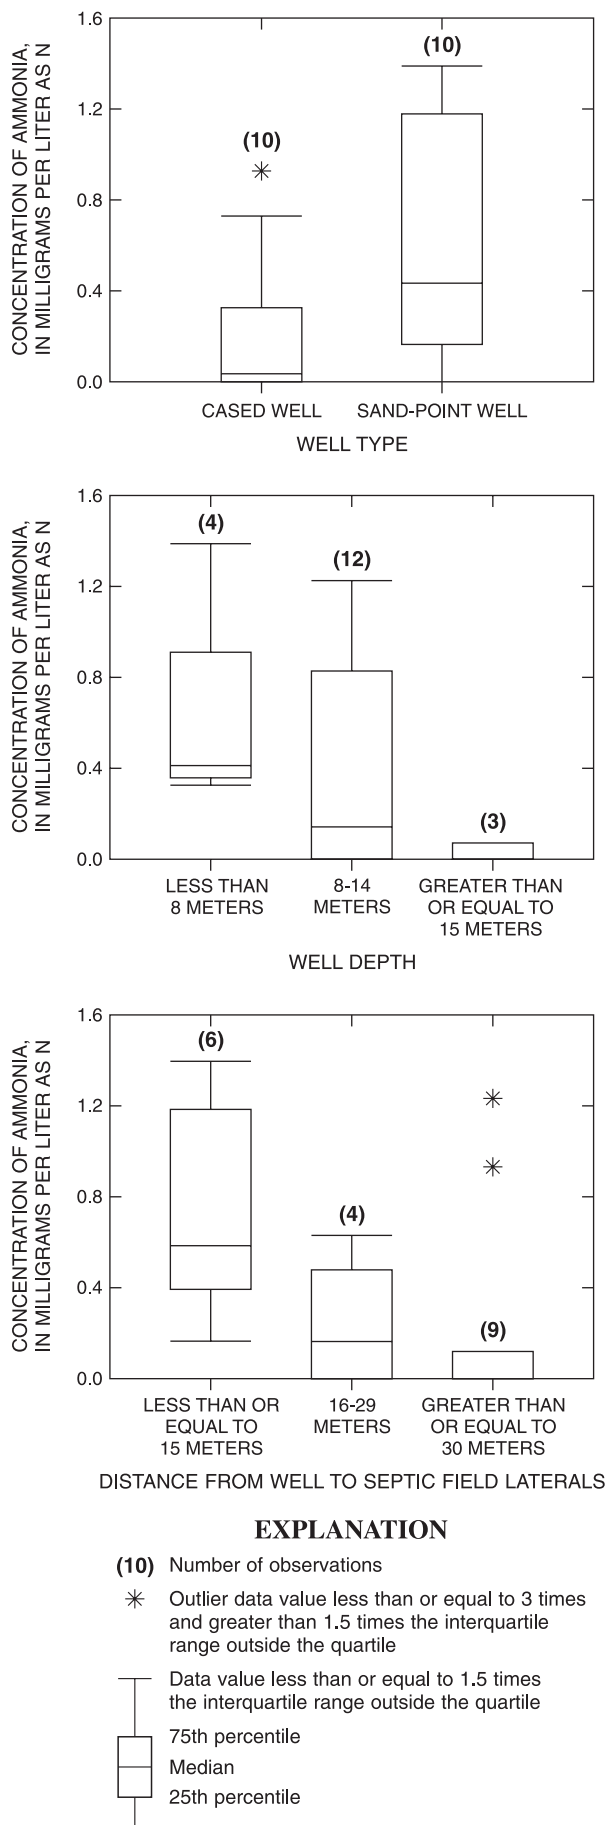 CONCENTRATION OF AMMONIA,
IN MILLIGRAMS PER LITER AS N
1.6
1.2
0.8
0.4
0.0
(10)
(10)
CASED WELL
SAND-POINT WELL
WELL TYPE
CONCENTRATION OF AMMONIA,
IN MILLIGRAMS PER LITER AS N
1.6
1.2
0.8
0.4
0.0
(4)
(12)
(3)
LESS THAN
8 METERS
8-14
METERS
GREATER THAN
OR EQUAL TO
15 METERS
WELL DEPTH
CONCENTRATION OF AMMONIA,
IN MILLIGRAMS PER LITER AS N
1.6
1.2
0.8
0.4
0.0
(6)
(4)
(9)
LESS THAN OR
EQUAL TO
15 METERS
16-29
METERS
GREATER THAN
OR EQUAL TO
30 METERS
DISTANCE FROM WELL TO SEPTIC FIELD LATERALS
EXPLANATION
(10) Number of observations
Outlier data value less than or equal to 3 times
and greater than 1.5 times the interquartile
range outside the quartile
Data value less than or equal to 1.5 times
the interquartile range outside the quartile
75th percentile
Median
25th percentile